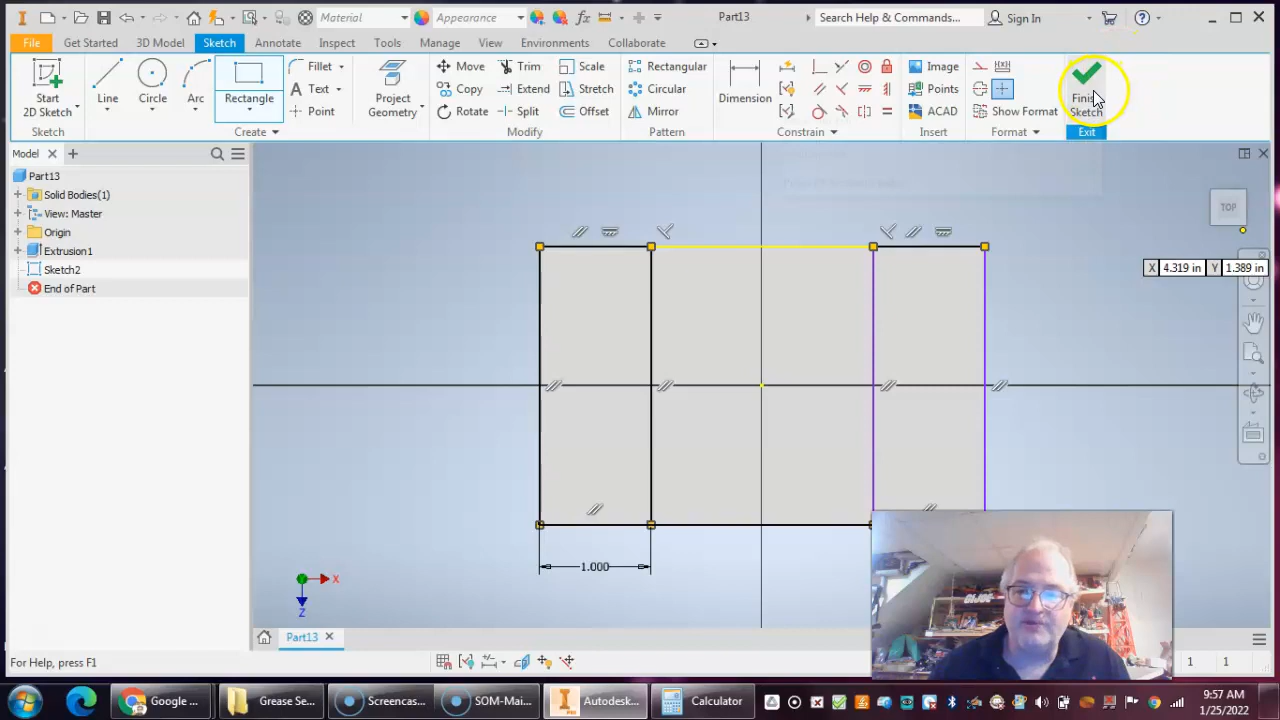 Material
Appearance
fx
Part13
Search Help & Commands...
Sign In
File
Get Started
3D Model
Sketch
Annotate
Inspect
Tools
Manage
View
Environments
Collaborate
Start
2D Sketch
Line
Circle
Arc
Rectangle
Fillet
Text
Point
Project
Geometry
Move
Copy
Rotate
Trim
Extend
Split
Scale
Stretch
Offset
Rectangular
Circular
Mirror
Dimension
Image
Points
ACAD
Show Format
Finish
Sketch
Sketch
Create
Modify
Pattern
Constrain
Insert
Format
Exit
Model
Part13
Solid Bodies(1)
View: Master
Origin
Extrusion1
Sketch2
End of Part
TOP
X 4.319 in Y 1.389 in
1.000
X
Z
Part13
For Help, press F1
1 1
Google ...
Grease Se...
Screencas...
SOM-Mai...
Autodesk...
Calculator
9:57 AM
1/25/2022